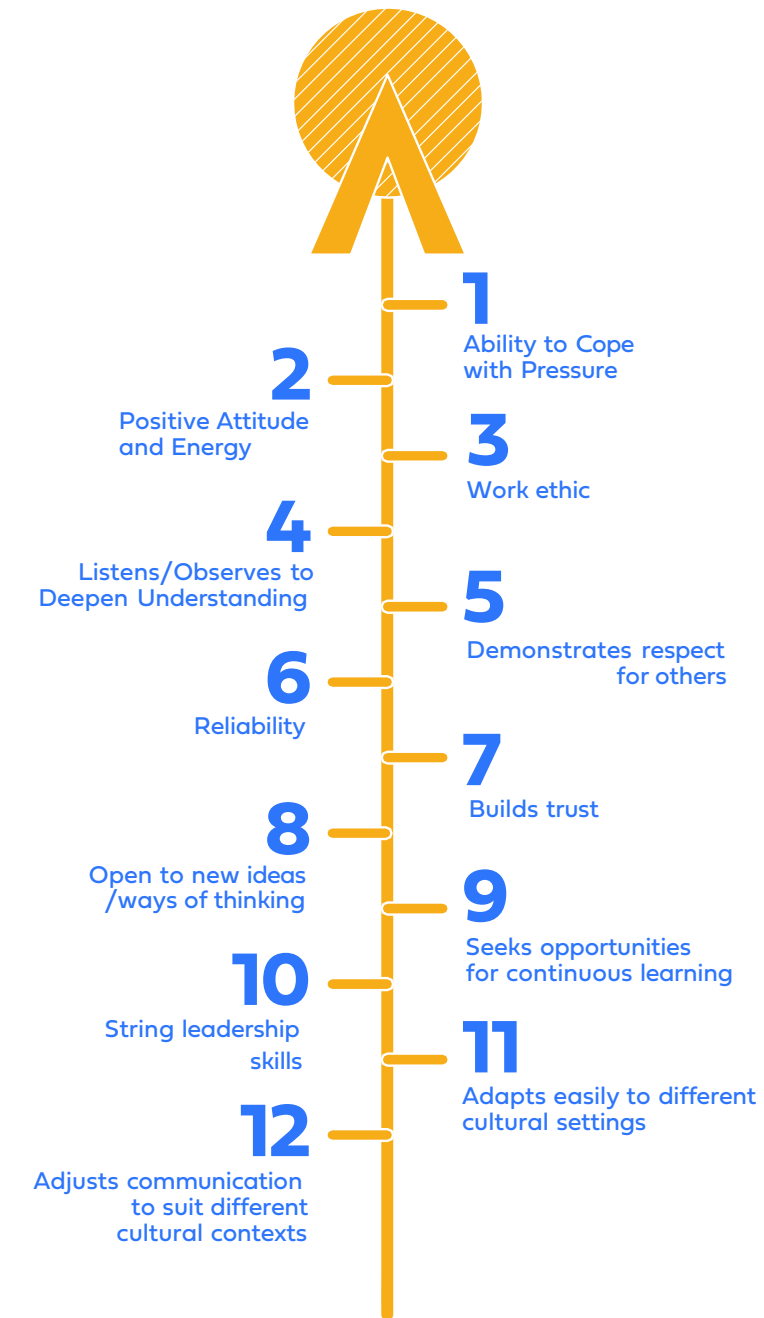 1
Ability to Cope
with Pressure
2
Positive Attitude
and Energy
3
Work ethic
4
Listens/Observes to
Deepen Understanding
5
Demonstrates respect
for others
6
Reliability
7
Builds trust
8
Open to new ideas
/ways of thinking
9
Seeks opportunities
for continuous learning
10
String leadership
skills
11
Adapts easily to different
cultural settings
12
Adjusts communication
to suit different
cultural contexts